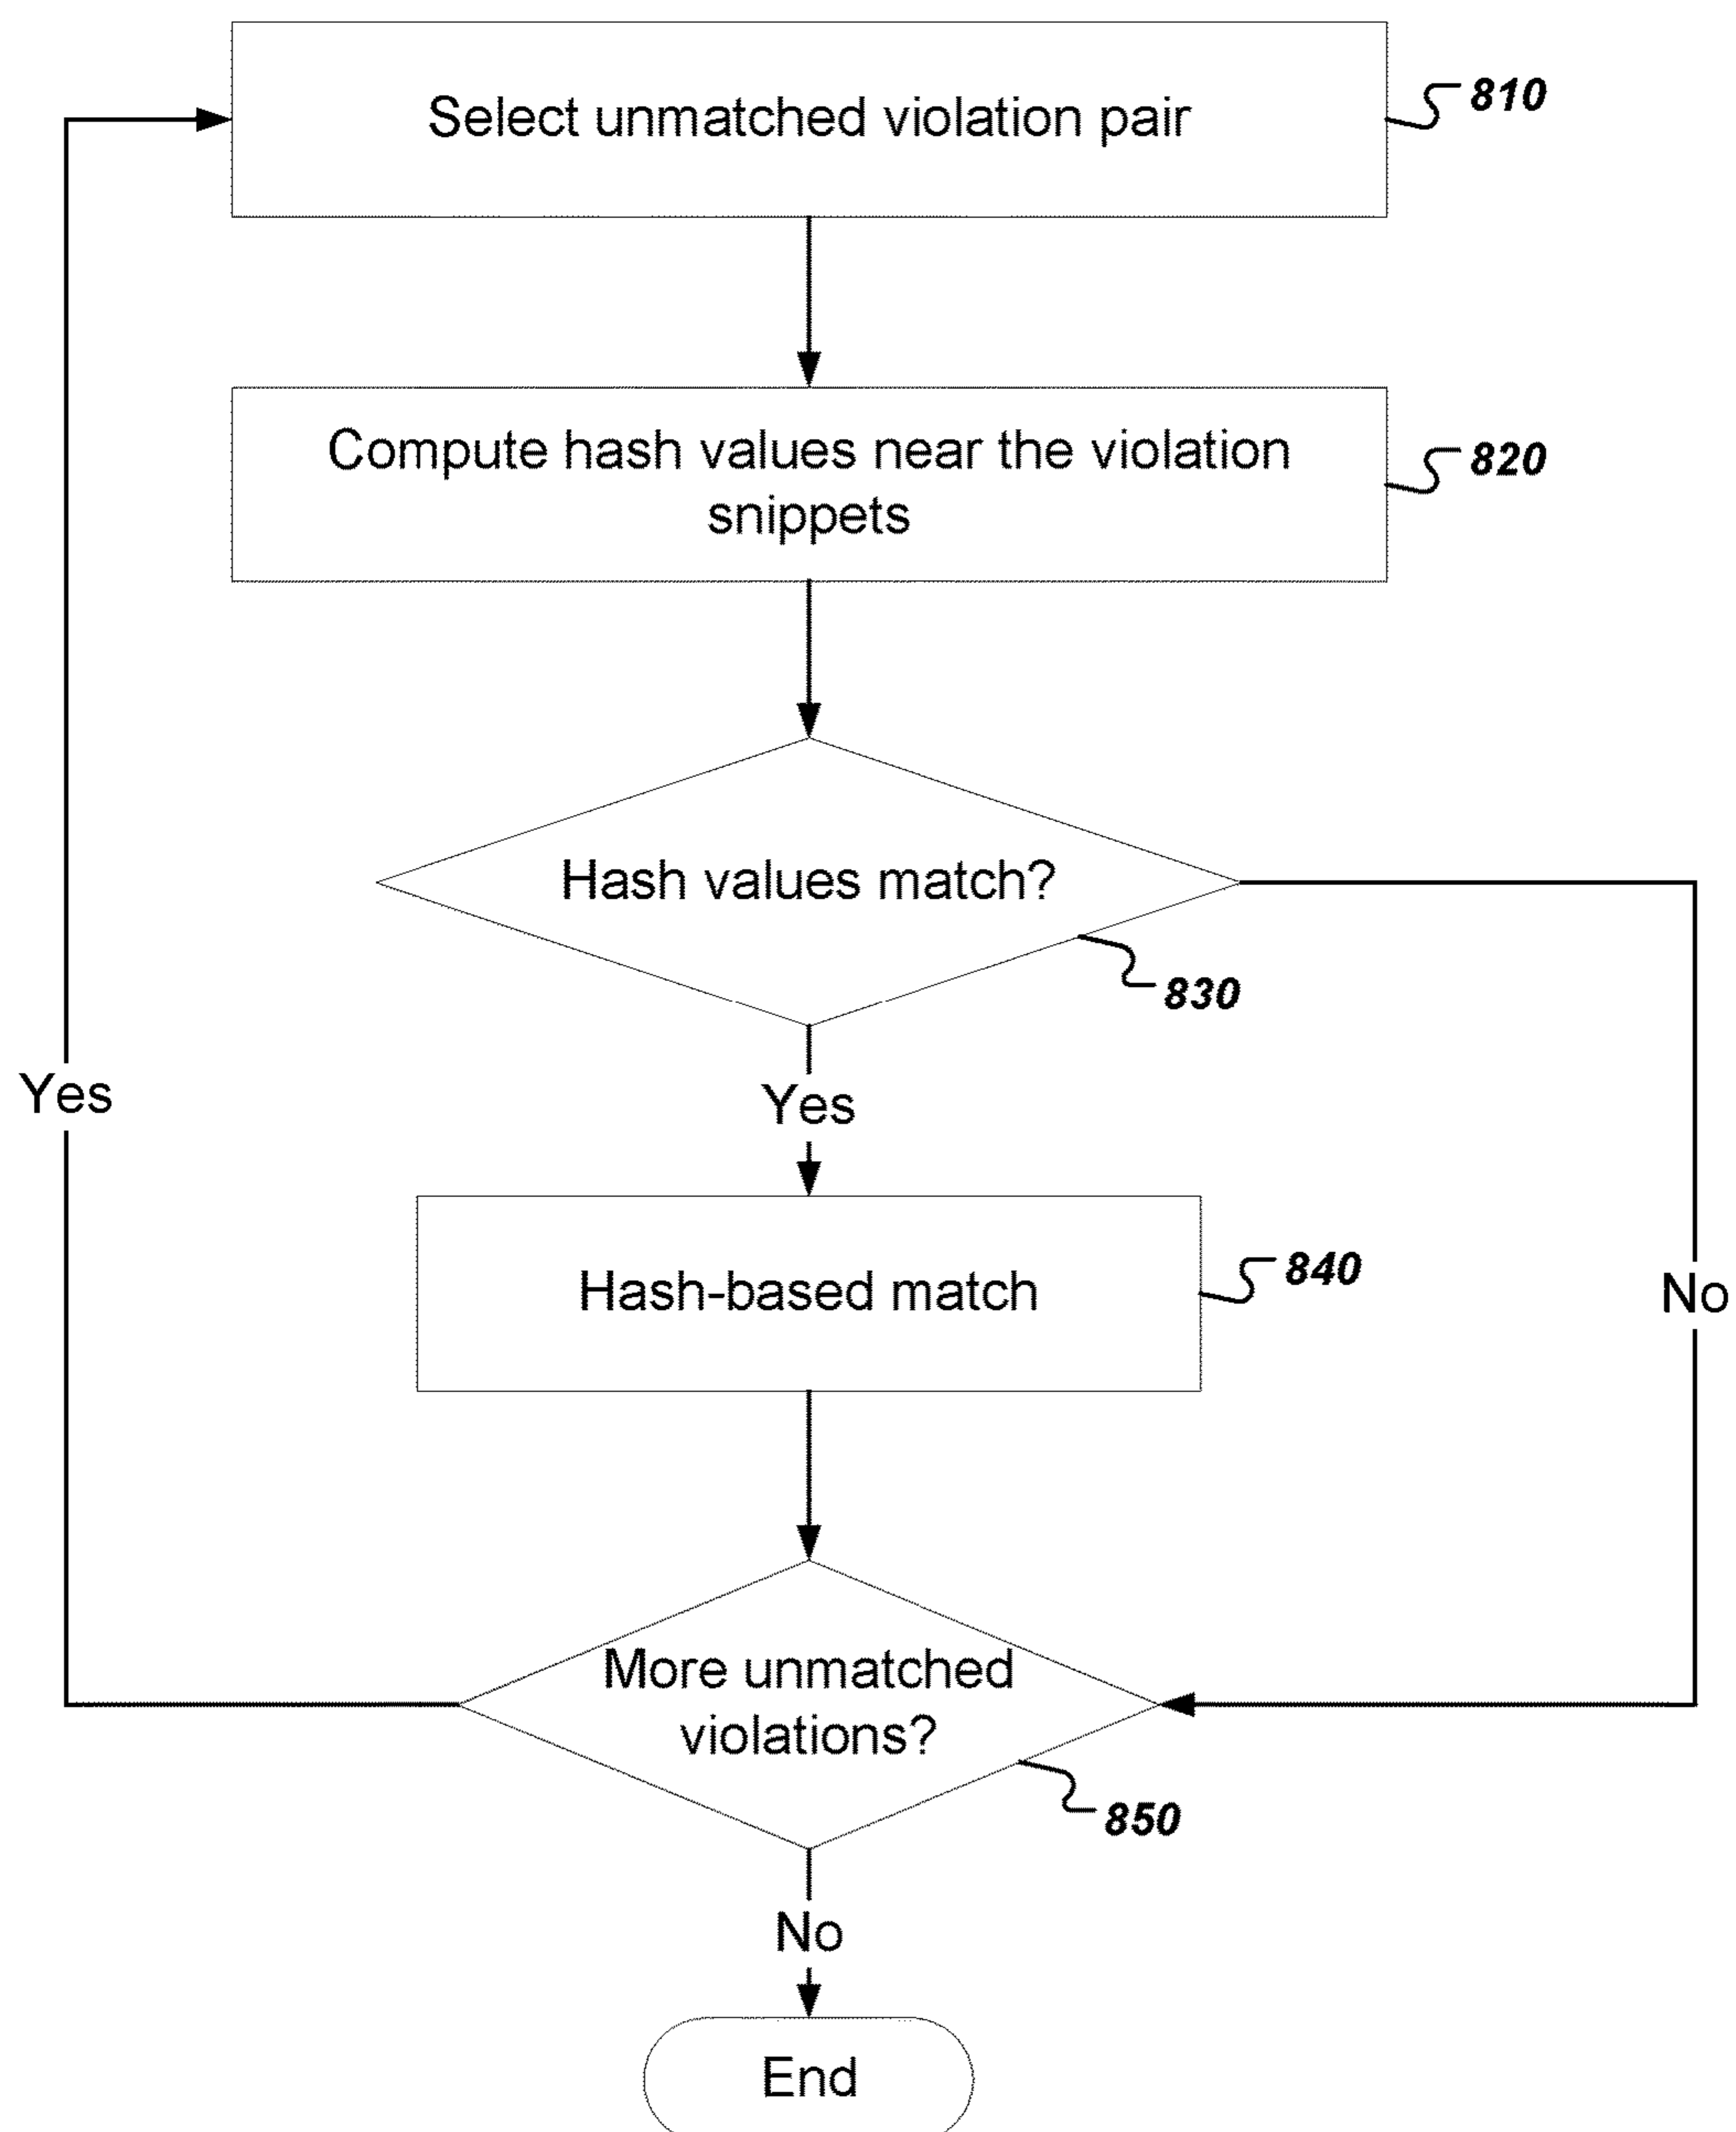 Select unmatched violation pair
810
Compute hash values near the violation
snippets
820
Hash values match?
830
Yes
Yes
Hash-based match
840
No
More unmatched
violations?
850
No
End